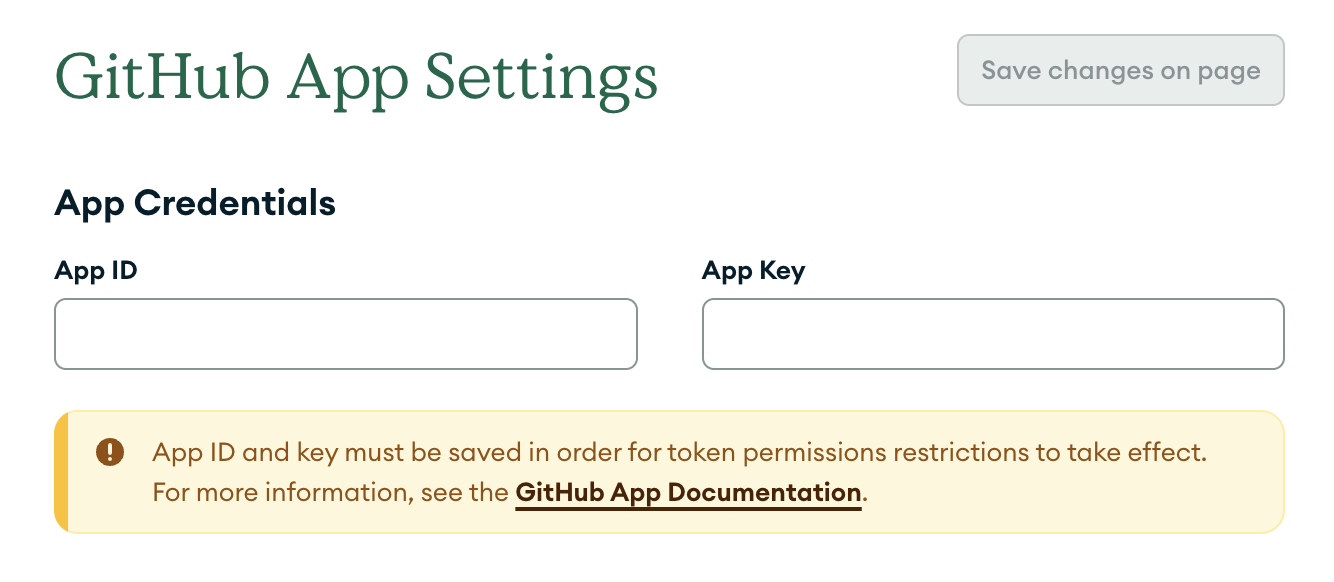 GitHub App Settings
Save changes on page
App Credentials
App ID
App Key
App ID and key must be saved in order for token permissions restrictions to take effect.
For more information, see the GitHub App Documentation.